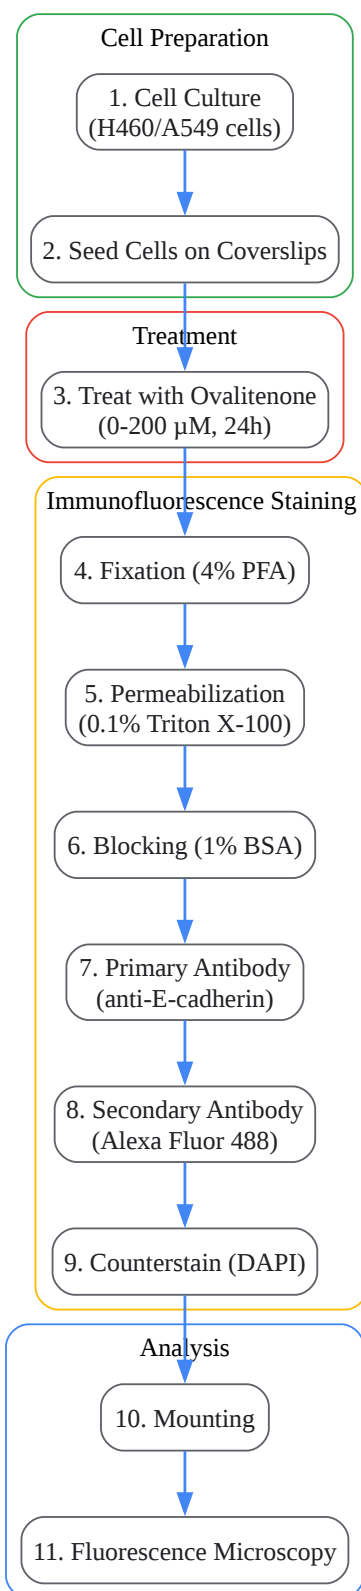 Cell Preparation
1. Cell Culture
(H460/A549 cells)
2. Seed Cells on Coverslips
Treatment
3. Treat with Ovalitenone
(0-200 µM, 24h)
Immunofluorescence Staining
4. Fixation (4% PFA)
5. Permeabilization
(0.1% Triton X-100)
6. Blocking (1% BSA)
7. Primary Antibody
(anti-E-cadherin)
8. Secondary Antibody
(Alexa Fluor 488)
9. Counterstain (DAPI)
Analysis
10. Mounting
11. Fluorescence Microscopy